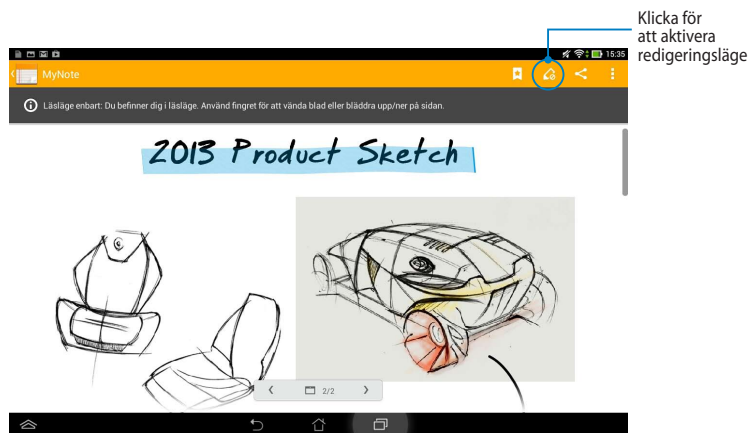 Klicka för
att aktivera
redigeringsläge
15:35
MyNote
Läsläge enbart: Du befinner dig i läsläge. Använd fingret för att vända blad eller bläddra upp/ner på sidan.
2013 Product Sketch
2/2